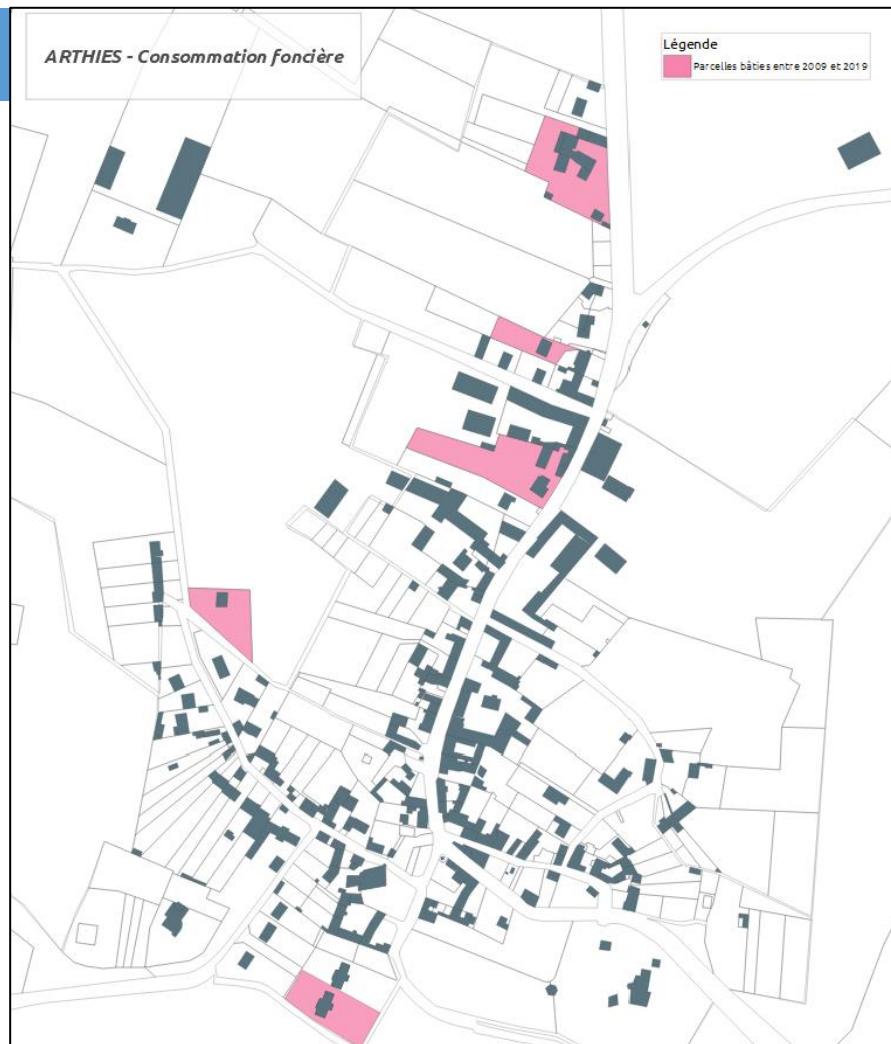 ARTHIES - Consommation foncière
Légende
Parcelles bâties entre 2009 et 2019